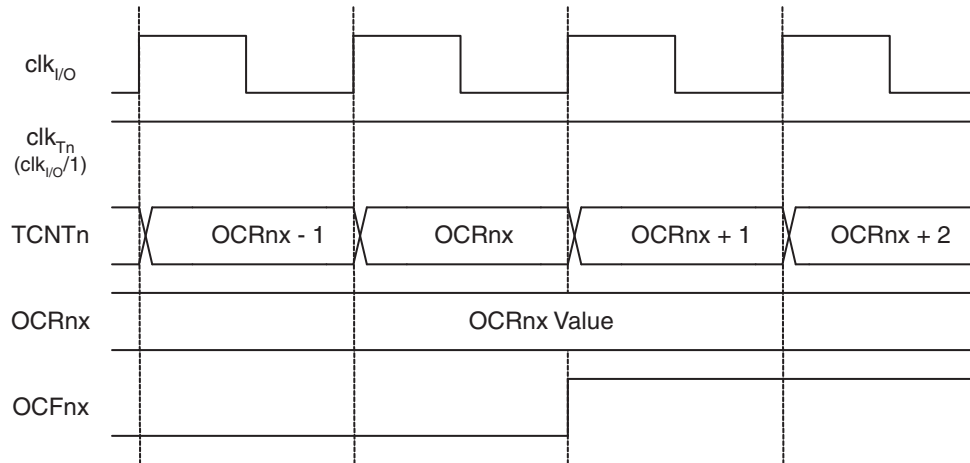 clkI/O
clkTn
(clkI/O/1)
TCNTn OCRnx - 1 OCRnx OCRnx + 1 OCRnx + 2
OCRnx OCRnx Value
OCFnx